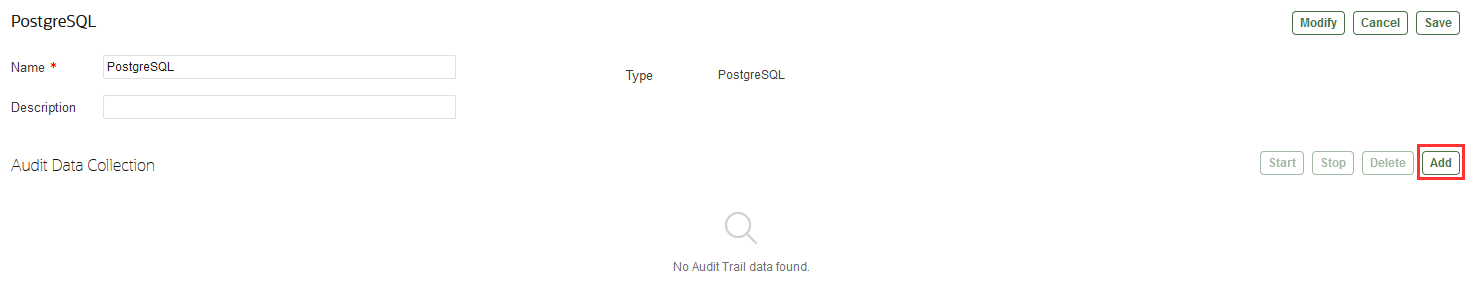 PostgreSQL
Modify Cancel Save
Name * PostgreSQL
Type PostgreSQL
Description
Audit Data Collection
Start Stop Delete Add
No Audit Trail data found.